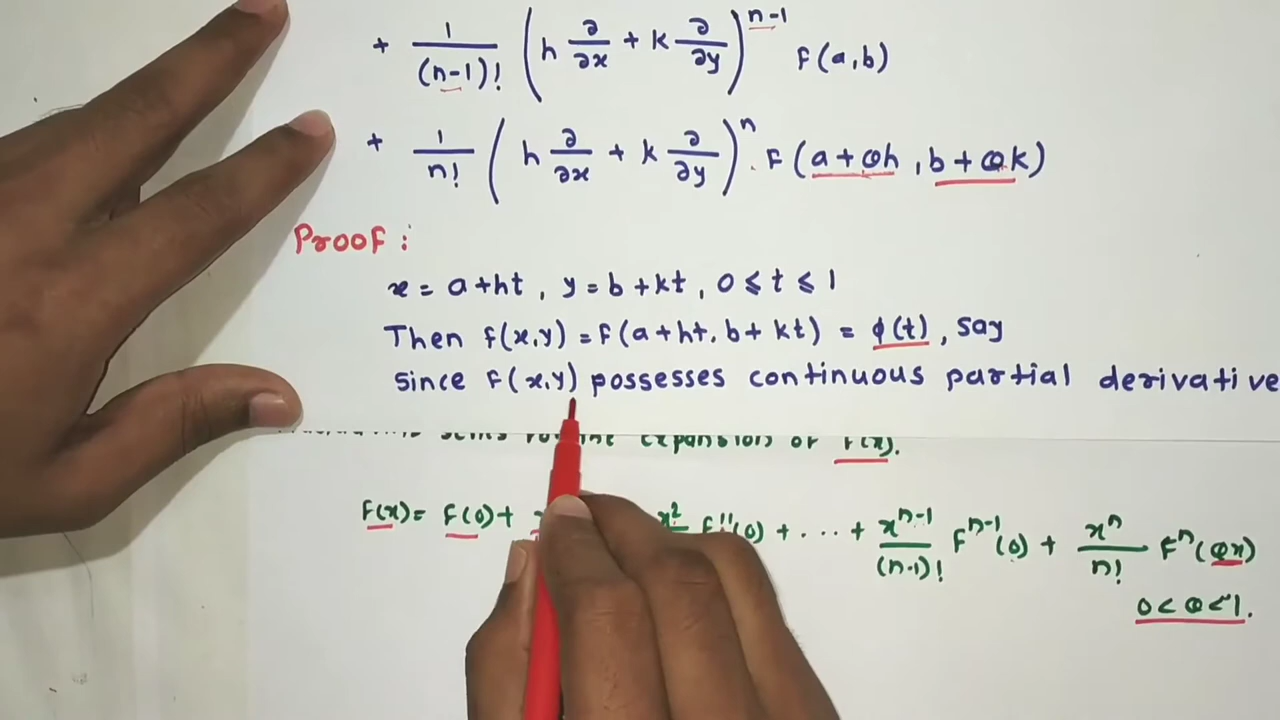 + 1/(n-1)! (h ∂/∂x + k ∂/∂y)^(n-1) F(a,b)
+ 1/n! (h ∂/∂x + k ∂/∂y)^n . F(a+θh, b+θk)
Proof:
x = a+ht, y = b+kt, 0 ≤ t ≤ 1
Then f(x,y) = F(a+ht, b+kt) = φ(t), say
since F(x,y) possesses continuous partial derivative
expansion of F(x).
F(x) = F(0) + x²  F''(0) + ... + x^(n-1)/(n-1)! F^(n-1)(0) + x^n/n! F^n(θx)
0<θ<1.